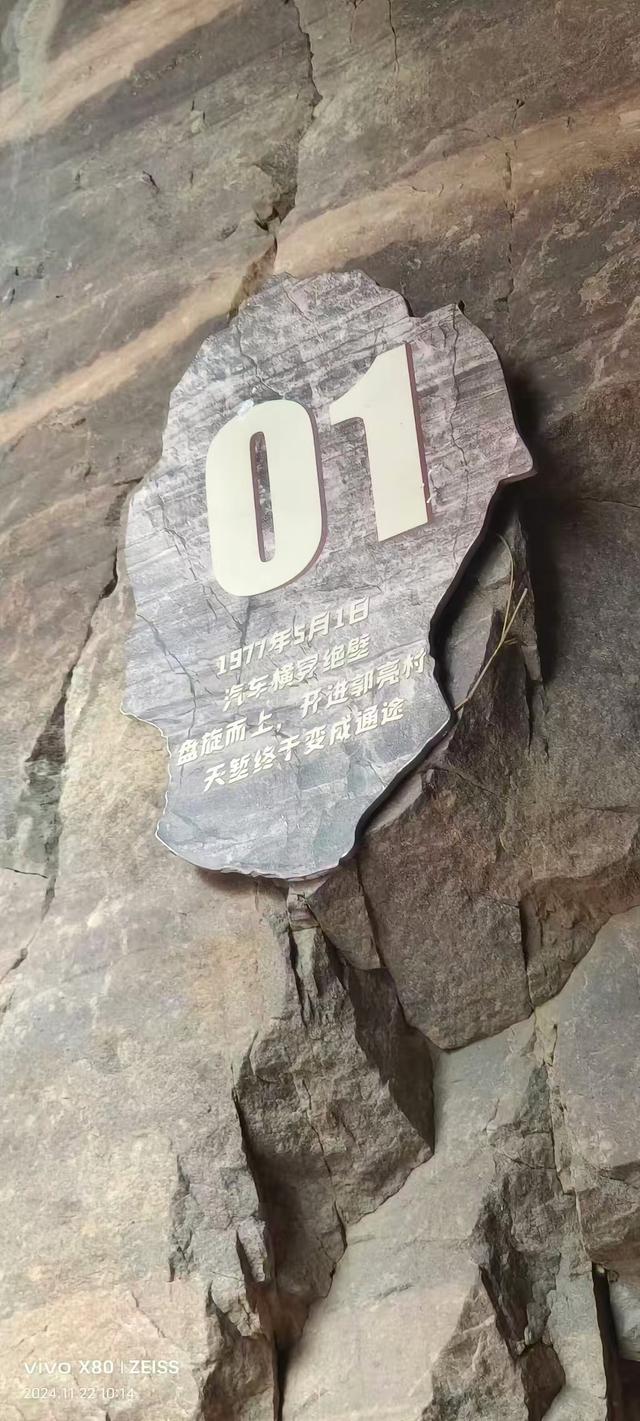 01
1977年5月1日
汽车横穿绝壁
盘旋而上，开进郭亮村
天堑终于变成通途
vivo X80 | ZEISS
2024.11.22 10:14